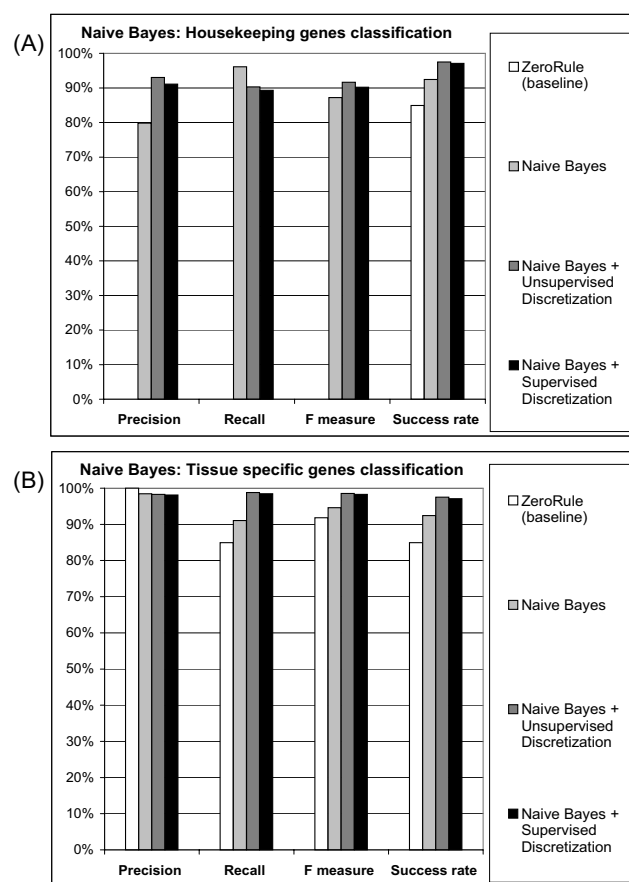 (A)
Naive Bayes: Housekeeping genes classification
100%
90%
80%
70%
60%
50%
40%
30%
20%
10%
0%
Precision
Recall
F measure
Success rate
ZeroRule
(baseline)
Naive Bayes
Naive Bayes +
Unsupervised
Discretization
Naive Bayes +
Supervised
Discretization
(B)
Naive Bayes: Tissue specific genes classification
100%
90%
80%
70%
60%
50%
40%
30%
20%
10%
0%
Precision
Recall
F measure
Success rate
ZeroRule
(baseline)
Naive Bayes
Naive Bayes +
Unsupervised
Discretization
Naive Bayes +
Supervised
Discretization